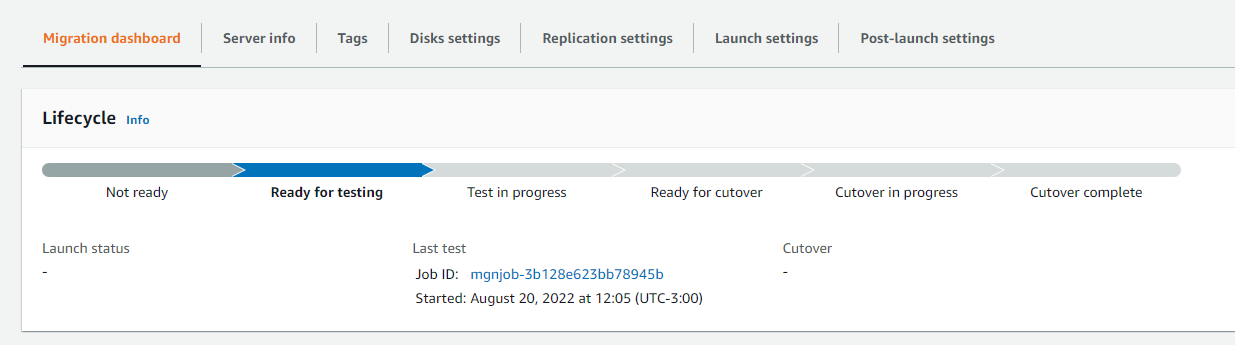 Migration dashboard Server info Tags Disks settings Replication settings Launch settings Post-launch settings
Lifecycle Info
Not ready Ready for testing Test in progress Ready for cutover Cutover in progress Cutover complete
Launch status Last test Cutover
- Job ID: mgnjob-3b128e623bb78945b -
Started: August 20, 2022 at 12:05 (UTC-3:00)